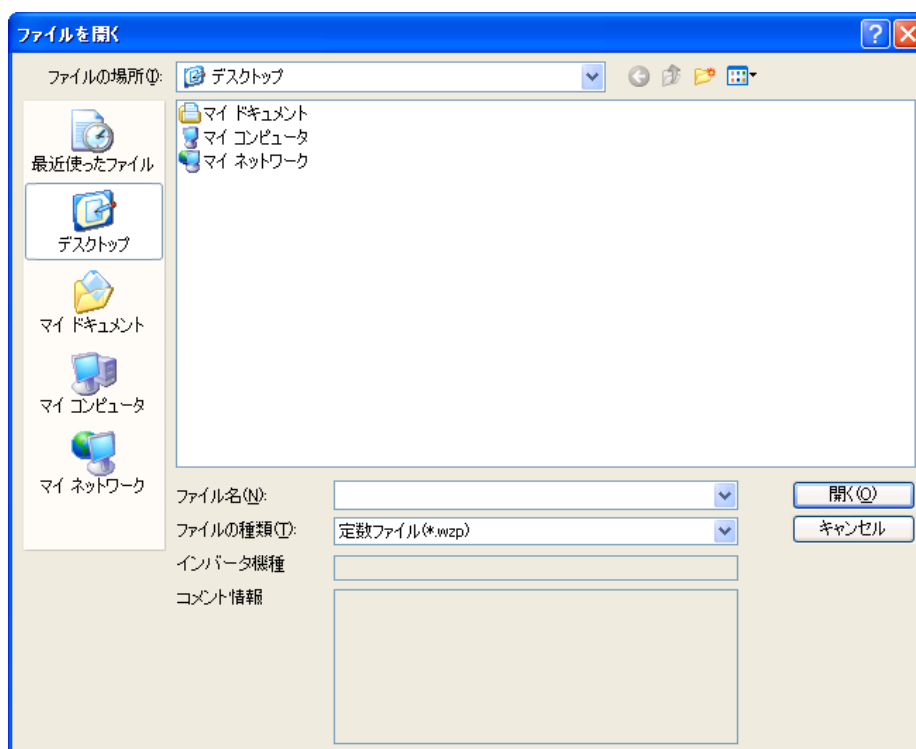 ファイルを開く
ファイルの場所(I):
デスクトップ
マイ ドキュメント
マイ コンピュータ
マイ ネットワーク
最近使ったファイル
デスクトップ
マイ ドキュメント
マイ コンピュータ
マイ ネットワーク
ファイル名(N):
開く(O)
ファイルの種類(T):
定数ファイル(*.wzp)
キャンセル
インバータ機種
コメント情報